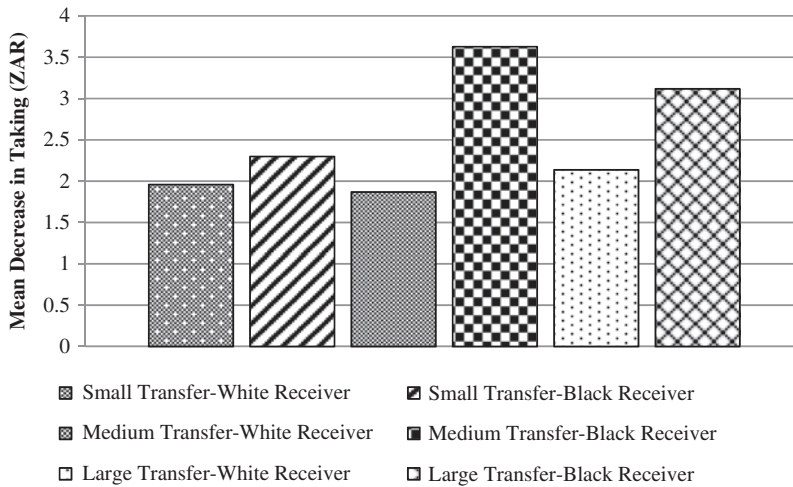 Mean Decrease in Taking (ZAR)
4
3.5
3
2.5
2
1.5
1
0.5
0
Small Transfer-White Receiver
Small Transfer-Black Receiver
Medium Transfer-White Receiver
Medium Transfer-Black Receiver
Large Transfer-White Receiver
Large Transfer-Black Receiver